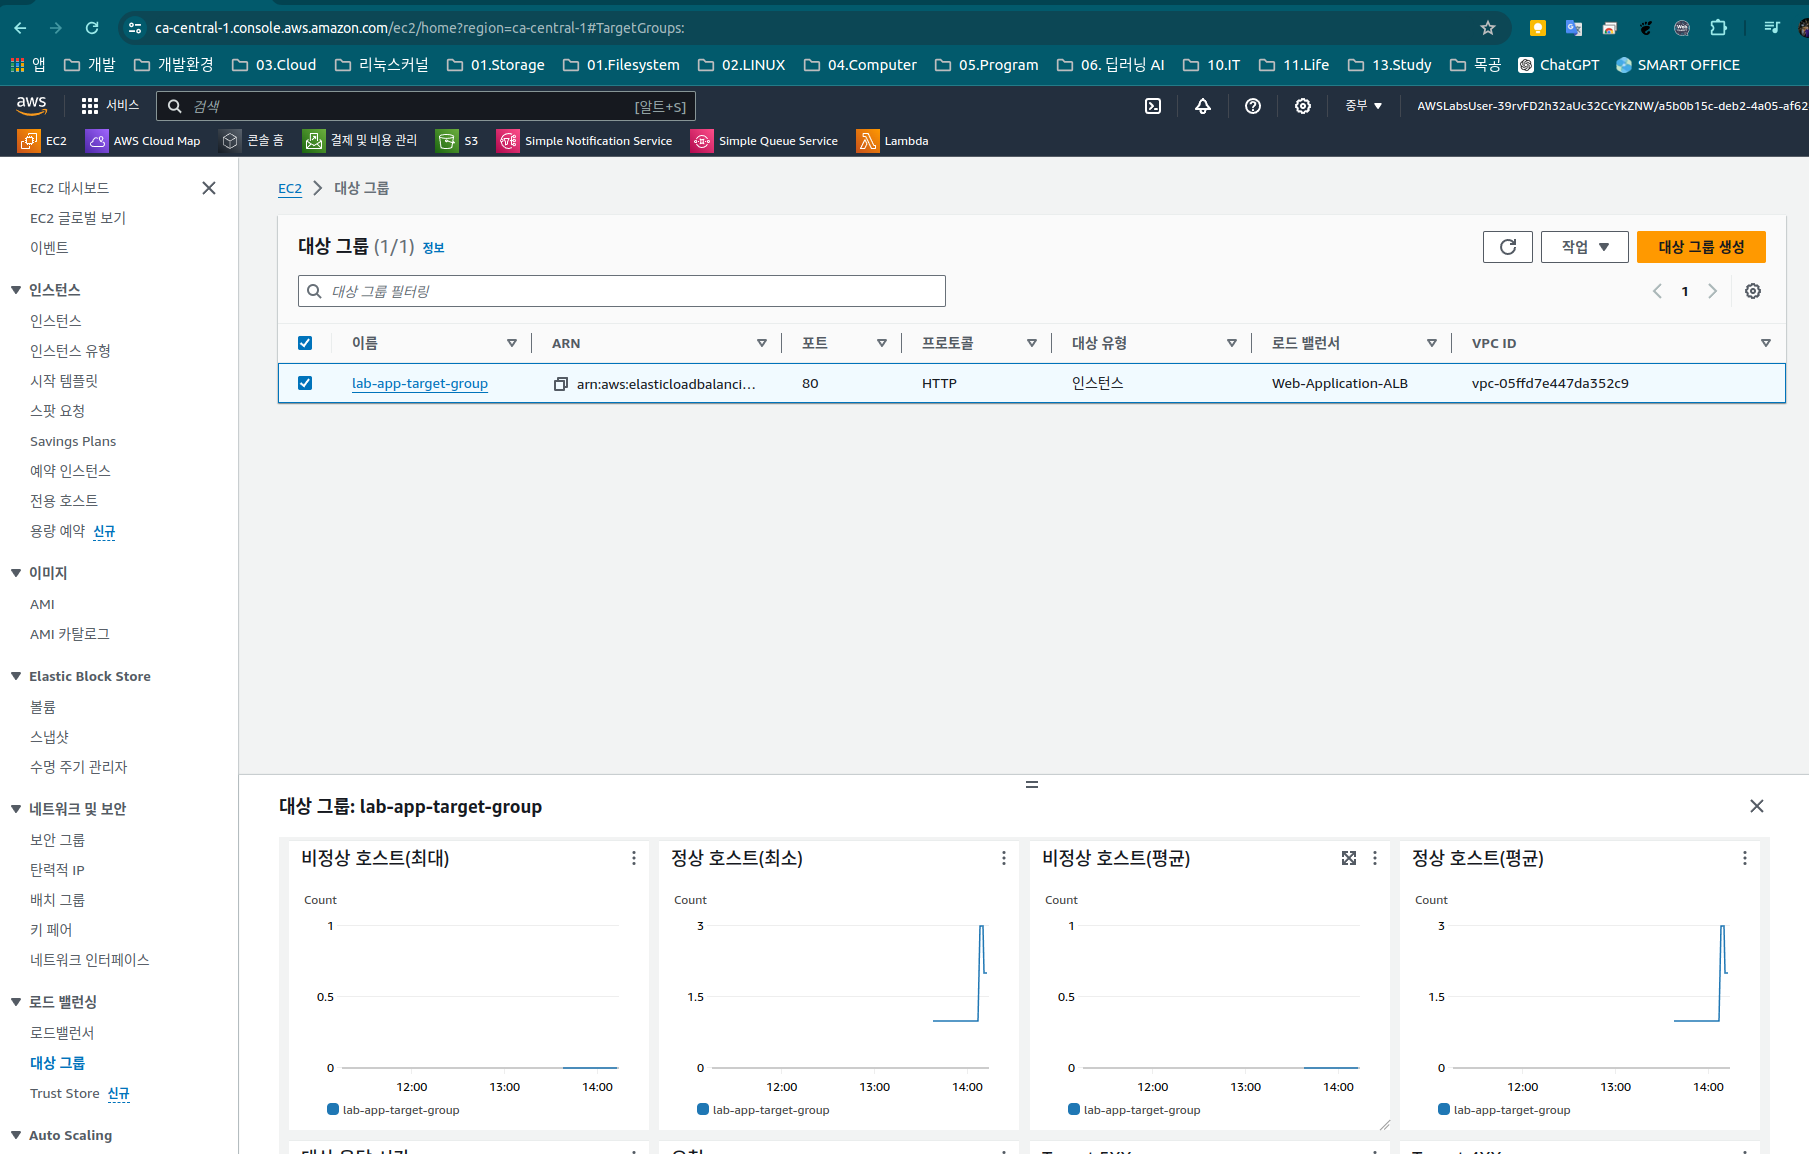 ca-central-1.console.aws.amazon.com/ec2/home?region=ca-central-1#TargetGroups:
앱 개발 개발환경 03.Cloud 리눅스커널 01.Storage 01.Filesystem 02.LINUX 04.Computer 05.Program 06. 딥러닝 AI 10.IT 11.Life 13.Study 목공 ChatGPT SMART OFFICE
aws 서비스 검색 [알트+S] 중부 AWSLabsUser-39rvFD2h32aUc32CcYkZNW/a5b0b15c-deb2-4a05-af62
EC2 AWS Cloud Map 콘솔 홈 결제 및 비용 관리 S3 Simple Notification Service Simple Queue Service Lambda
EC2 대시보드
EC2 글로벌 보기
이벤트
인스턴스
인스턴스
인스턴스 유형
시작 템플릿
스팟 요청
Savings Plans
예약 인스턴스
전용 호스트
용량 예약 신규
이미지
AMI
AMI 카탈로그
Elastic Block Store
볼륨
스냅샷
수명 주기 관리자
네트워크 및 보안
보안 그룹
탄력적 IP
배치 그룹
키 페어
네트워크 인터페이스
로드 밸런싱
로드밸런서
대상 그룹
Trust Store 신규
Auto Scaling
EC2 대상 그룹
대상 그룹 (1/1) 정보 작업 대상 그룹 생성
대상 그룹 필터링 1
이름 ARN 포트 프로토콜 대상 유형 로드 밸런서 VPC ID
lab-app-target-group arn:aws:elasticloadbalanci... 80 HTTP 인스턴스 Web-Application-ALB vpc-05ffd7e447da352c9
대상 그룹: lab-app-target-group
비정상 호스트(최대)
Count
1
0.5
0
12:00 13:00 14:00
lab-app-target-group
정상 호스트(최소)
Count
3
1.5
0
12:00 13:00 14:00
lab-app-target-group
비정상 호스트(평균)
Count
1
0.5
0
12:00 13:00 14:00
lab-app-target-group
정상 호스트(평균)
Count
3
1.5
0
12:00 13:00 14:00
lab-app-target-group